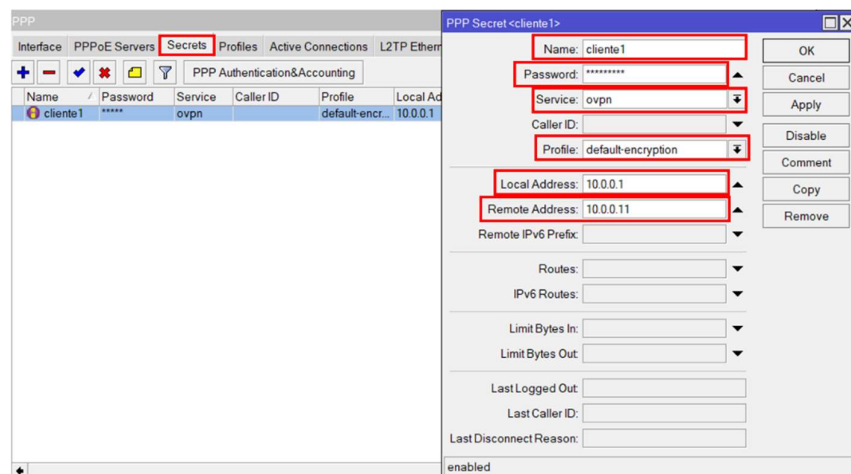 PPP
Interface PPPoE Servers Secrets Profiles Active Connections L2TP Ethern
PPP Authentication&Accounting
Name / Password Service Caller ID Profile Local Ad
cliente1 ***** ovpn default-encr... 10.0.0.1
PPP Secret <cliente1>
Name: cliente1
Password: *********
Service: ovpn
Caller ID:
Profile: default-encryption
Local Address: 10.0.0.1
Remote Address: 10.0.0.11
Remote IPv6 Prefix:
Routes:
IPv6 Routes:
Limit Bytes In:
Limit Bytes Out:
Last Logged Out:
Last Caller ID:
Last Disconnect Reason:
enabled
OK
Cancel
Apply
Disable
Comment
Copy
Remove